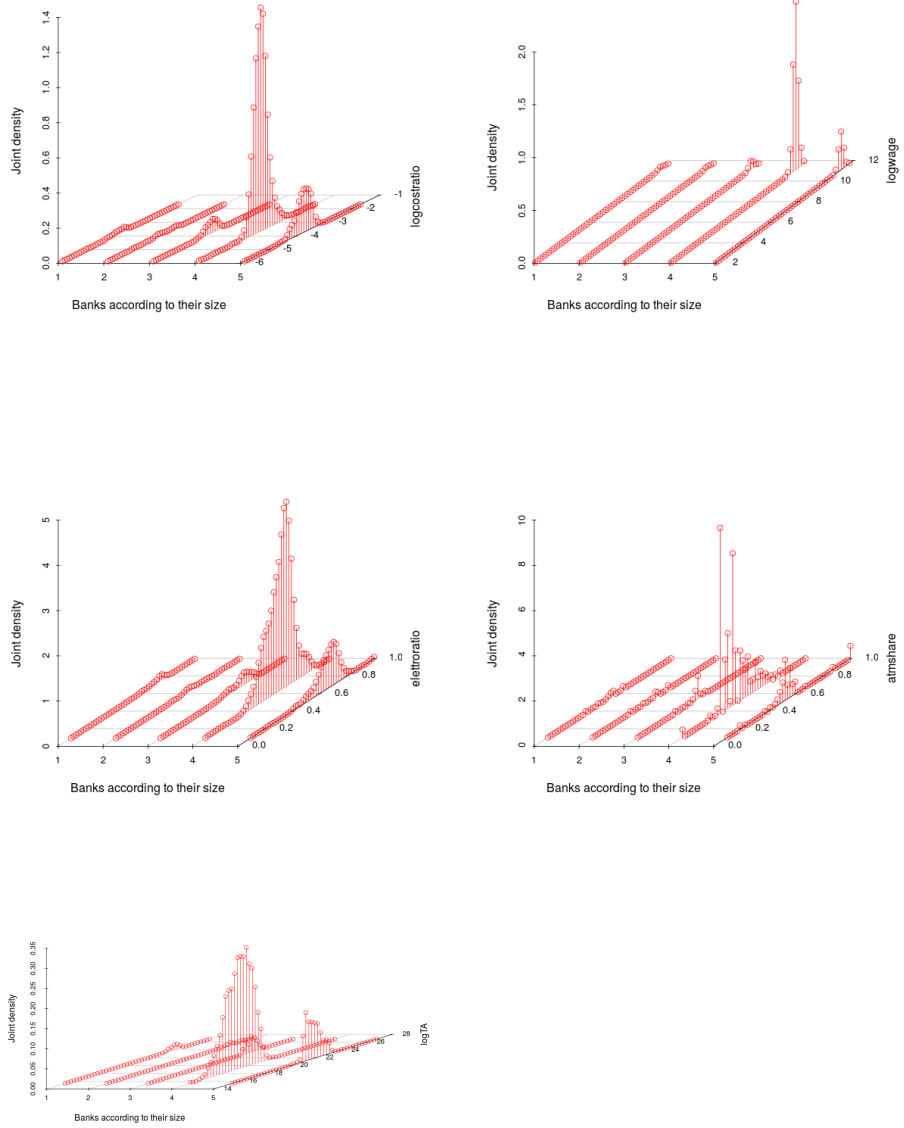 1.4
1.2
1.0
0.8
0.6
0.4
0.2
0.0
Joint density
1 2 3 4 5
-6 -5 -4 -3 -2 -1
logcostratio
Banks according to their size
2.0
1.5
1.0
0.5
0.0
Joint density
1 2 3 4 5
2 4 6 8 10 12
logwage
Banks according to their size
5
4
3
2
1
0
Joint density
1 2 3 4 5
0.0 0.2 0.4 0.6 0.8 1.0
elettroratio
Banks according to their size
10
8
6
4
2
0
Joint density
1 2 3 4 5
0.0 0.2 0.4 0.6 0.8 1.0
atmshare
Banks according to their size
0.35
0.30
0.25
0.20
0.15
0.10
0.05
0.00
Joint density
1 2 3 4 5
14 16 18 20 22 24 26 28
logTA
Banks according to their size